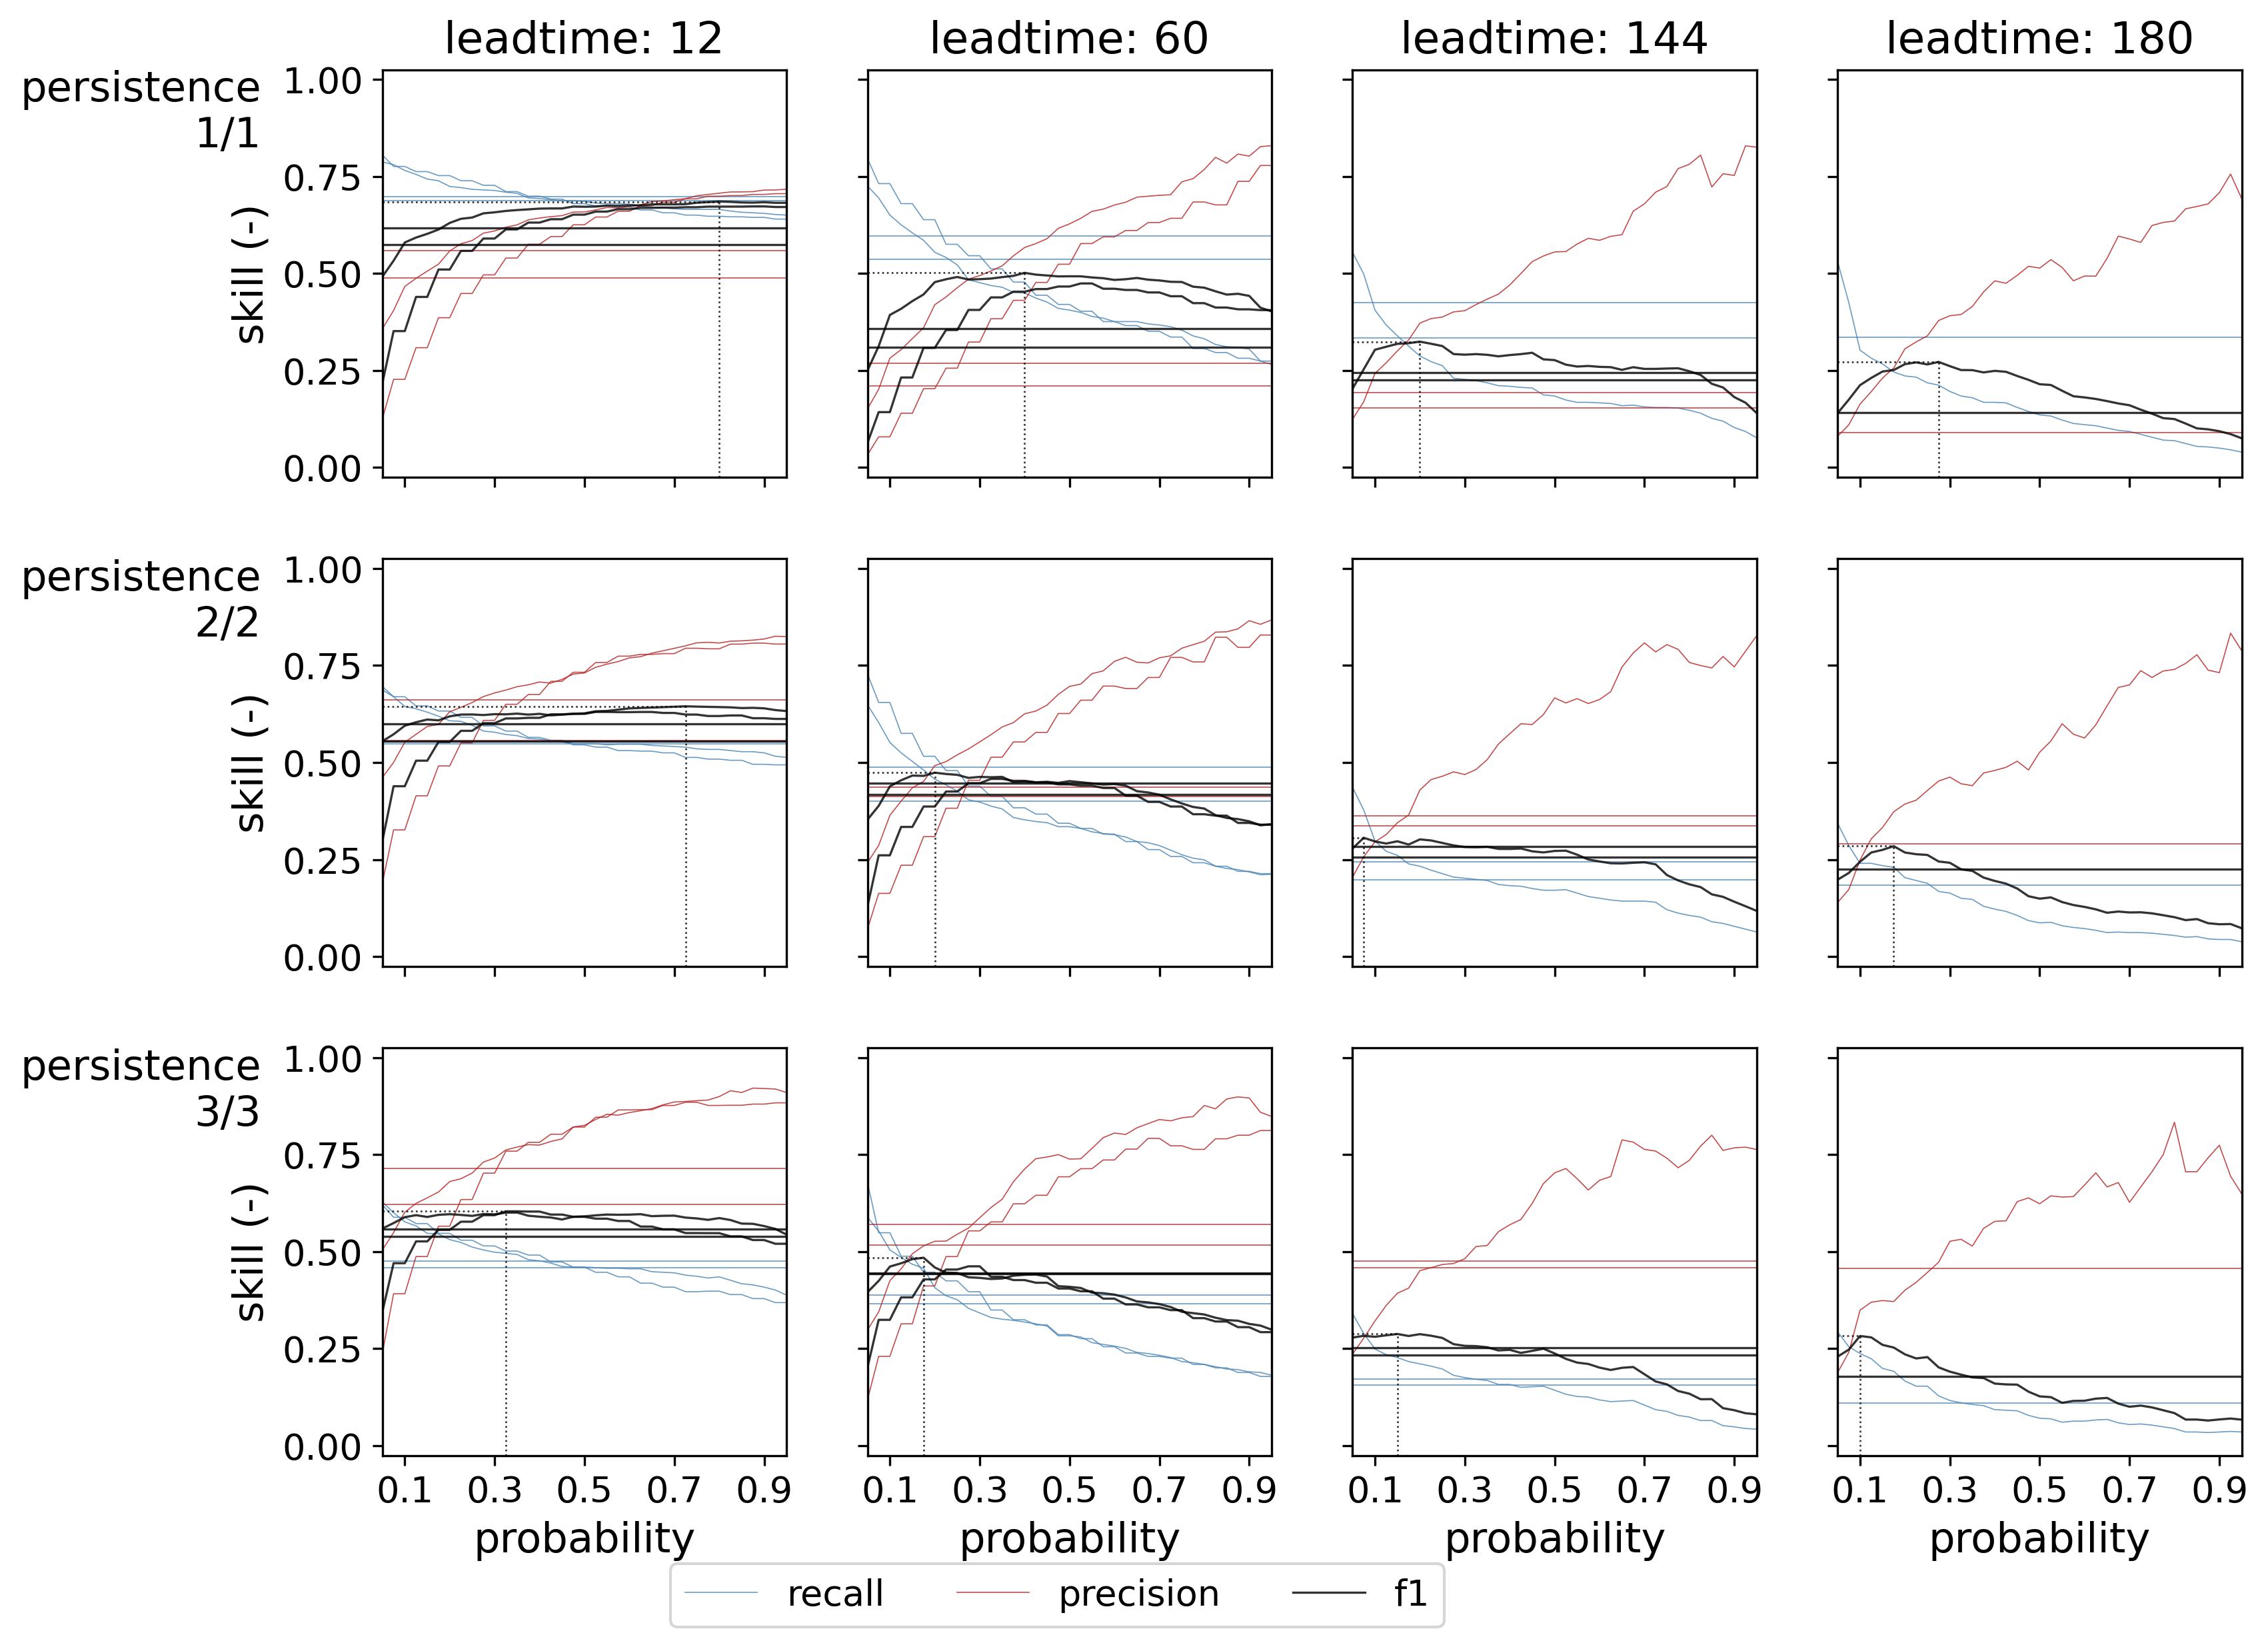 leadtime: 12 leadtime: 60 leadtime: 144 leadtime: 180
persistence
1/1
skill (-)
1.00
0.75
0.50
0.25
0.00
persistence
2/2
skill (-)
1.00
0.75
0.50
0.25
0.00
persistence
3/3
skill (-)
1.00
0.75
0.50
0.25
0.00
0.1 0.3 0.5 0.7 0.9 0.1 0.3 0.5 0.7 0.9 0.1 0.3 0.5 0.7 0.9 0.1 0.3 0.5 0.7 0.9
probability probability probability probability
recall precision f1